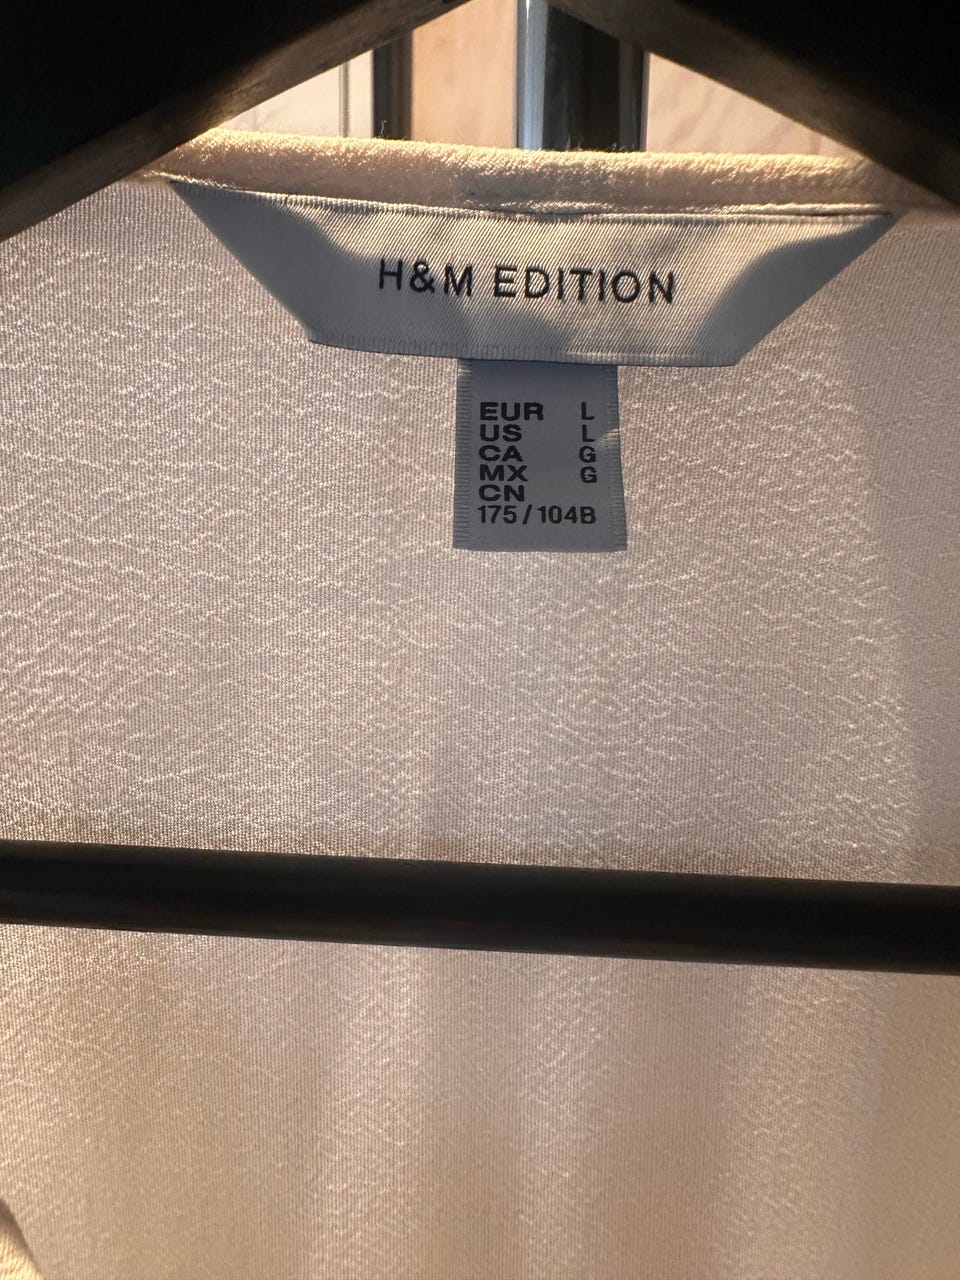 H&M EDITION
EUR L
US L
CA G
MX G
CN
175/104B